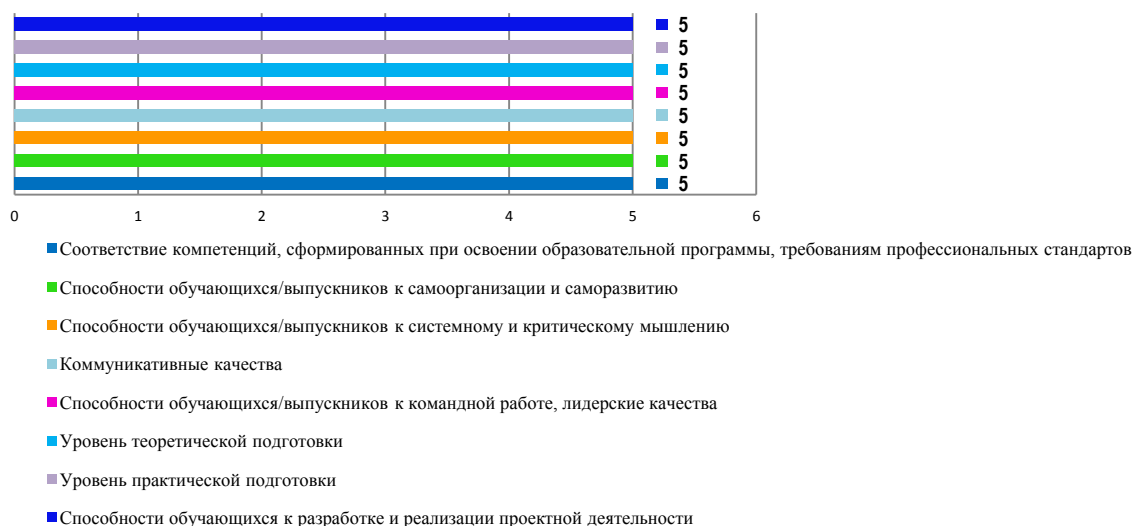 5
5
5
5
5
5
5
5
0 1 2 3 4 5 6
Соответствие компетенций, сформированных при освоении образовательной программы, требованиям профессиональных стандартов
Способности обучающихся/выпускников к самоорганизации и саморазвитию
Способности обучающихся/выпускников к системному и критическому мышлению
Коммуникативные качества
Способности обучающихся/выпускников к командной работе, лидерские качества
Уровень теоретической подготовки
Уровень практической подготовки
Способности обучающихся к разработке и реализации проектной деятельности